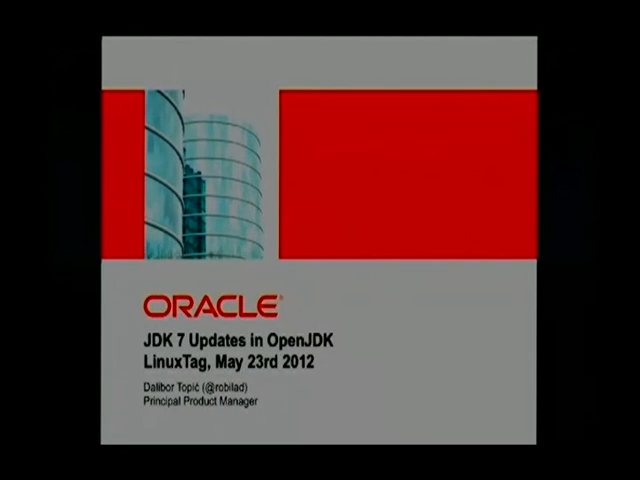 ORACLE®
JDK 7 Updates in OpenJDK
LinuxTag, May 23rd 2012
Dalibor Topić (@robilad)
Principal Product Manager